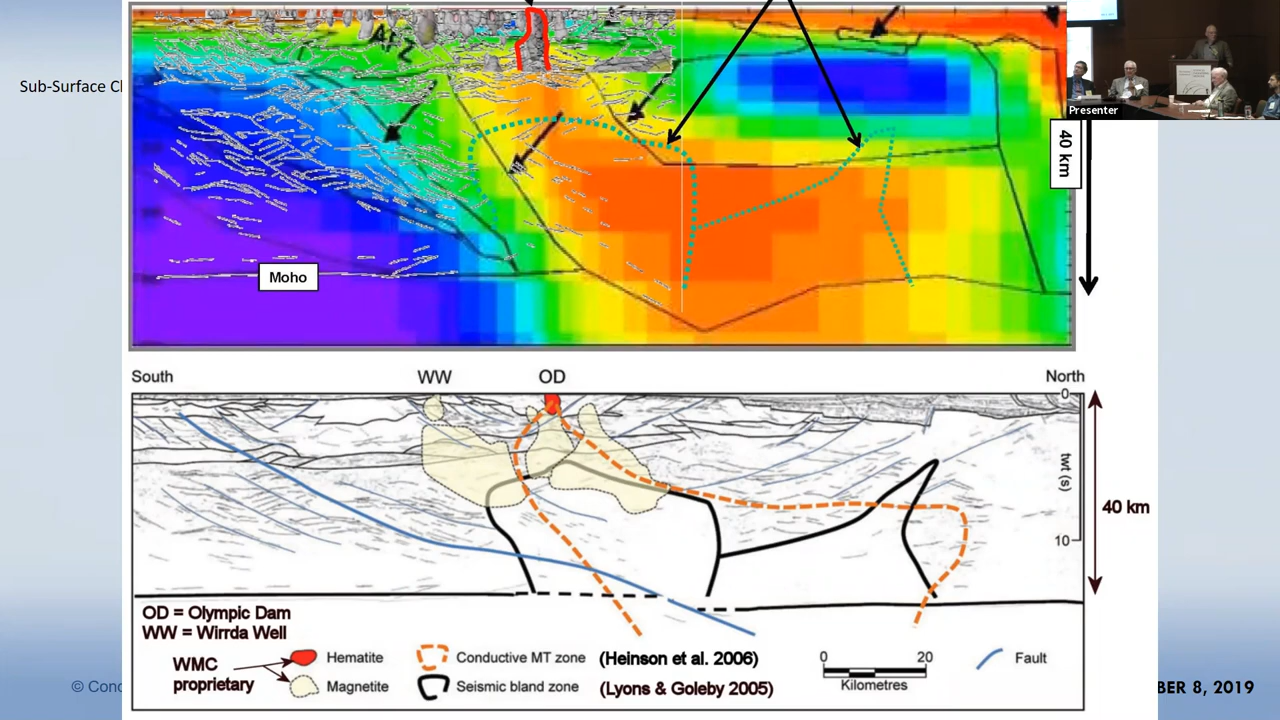 Sub-Surface Cl
AFZ
Presenter
40 km
Moho
South
WW
OD
North
0
twt (s)
40 km
10
OD = Olympic Dam
WW = Wirrda Well
WMC
proprietary
Hematite
Magnetite
Conductive MT zone
(Heinson et al. 2006)
Seismic bland zone
(Lyons & Goleby 2005)
0
20
Kilometres
Fault
© Conc
BER 8, 2019